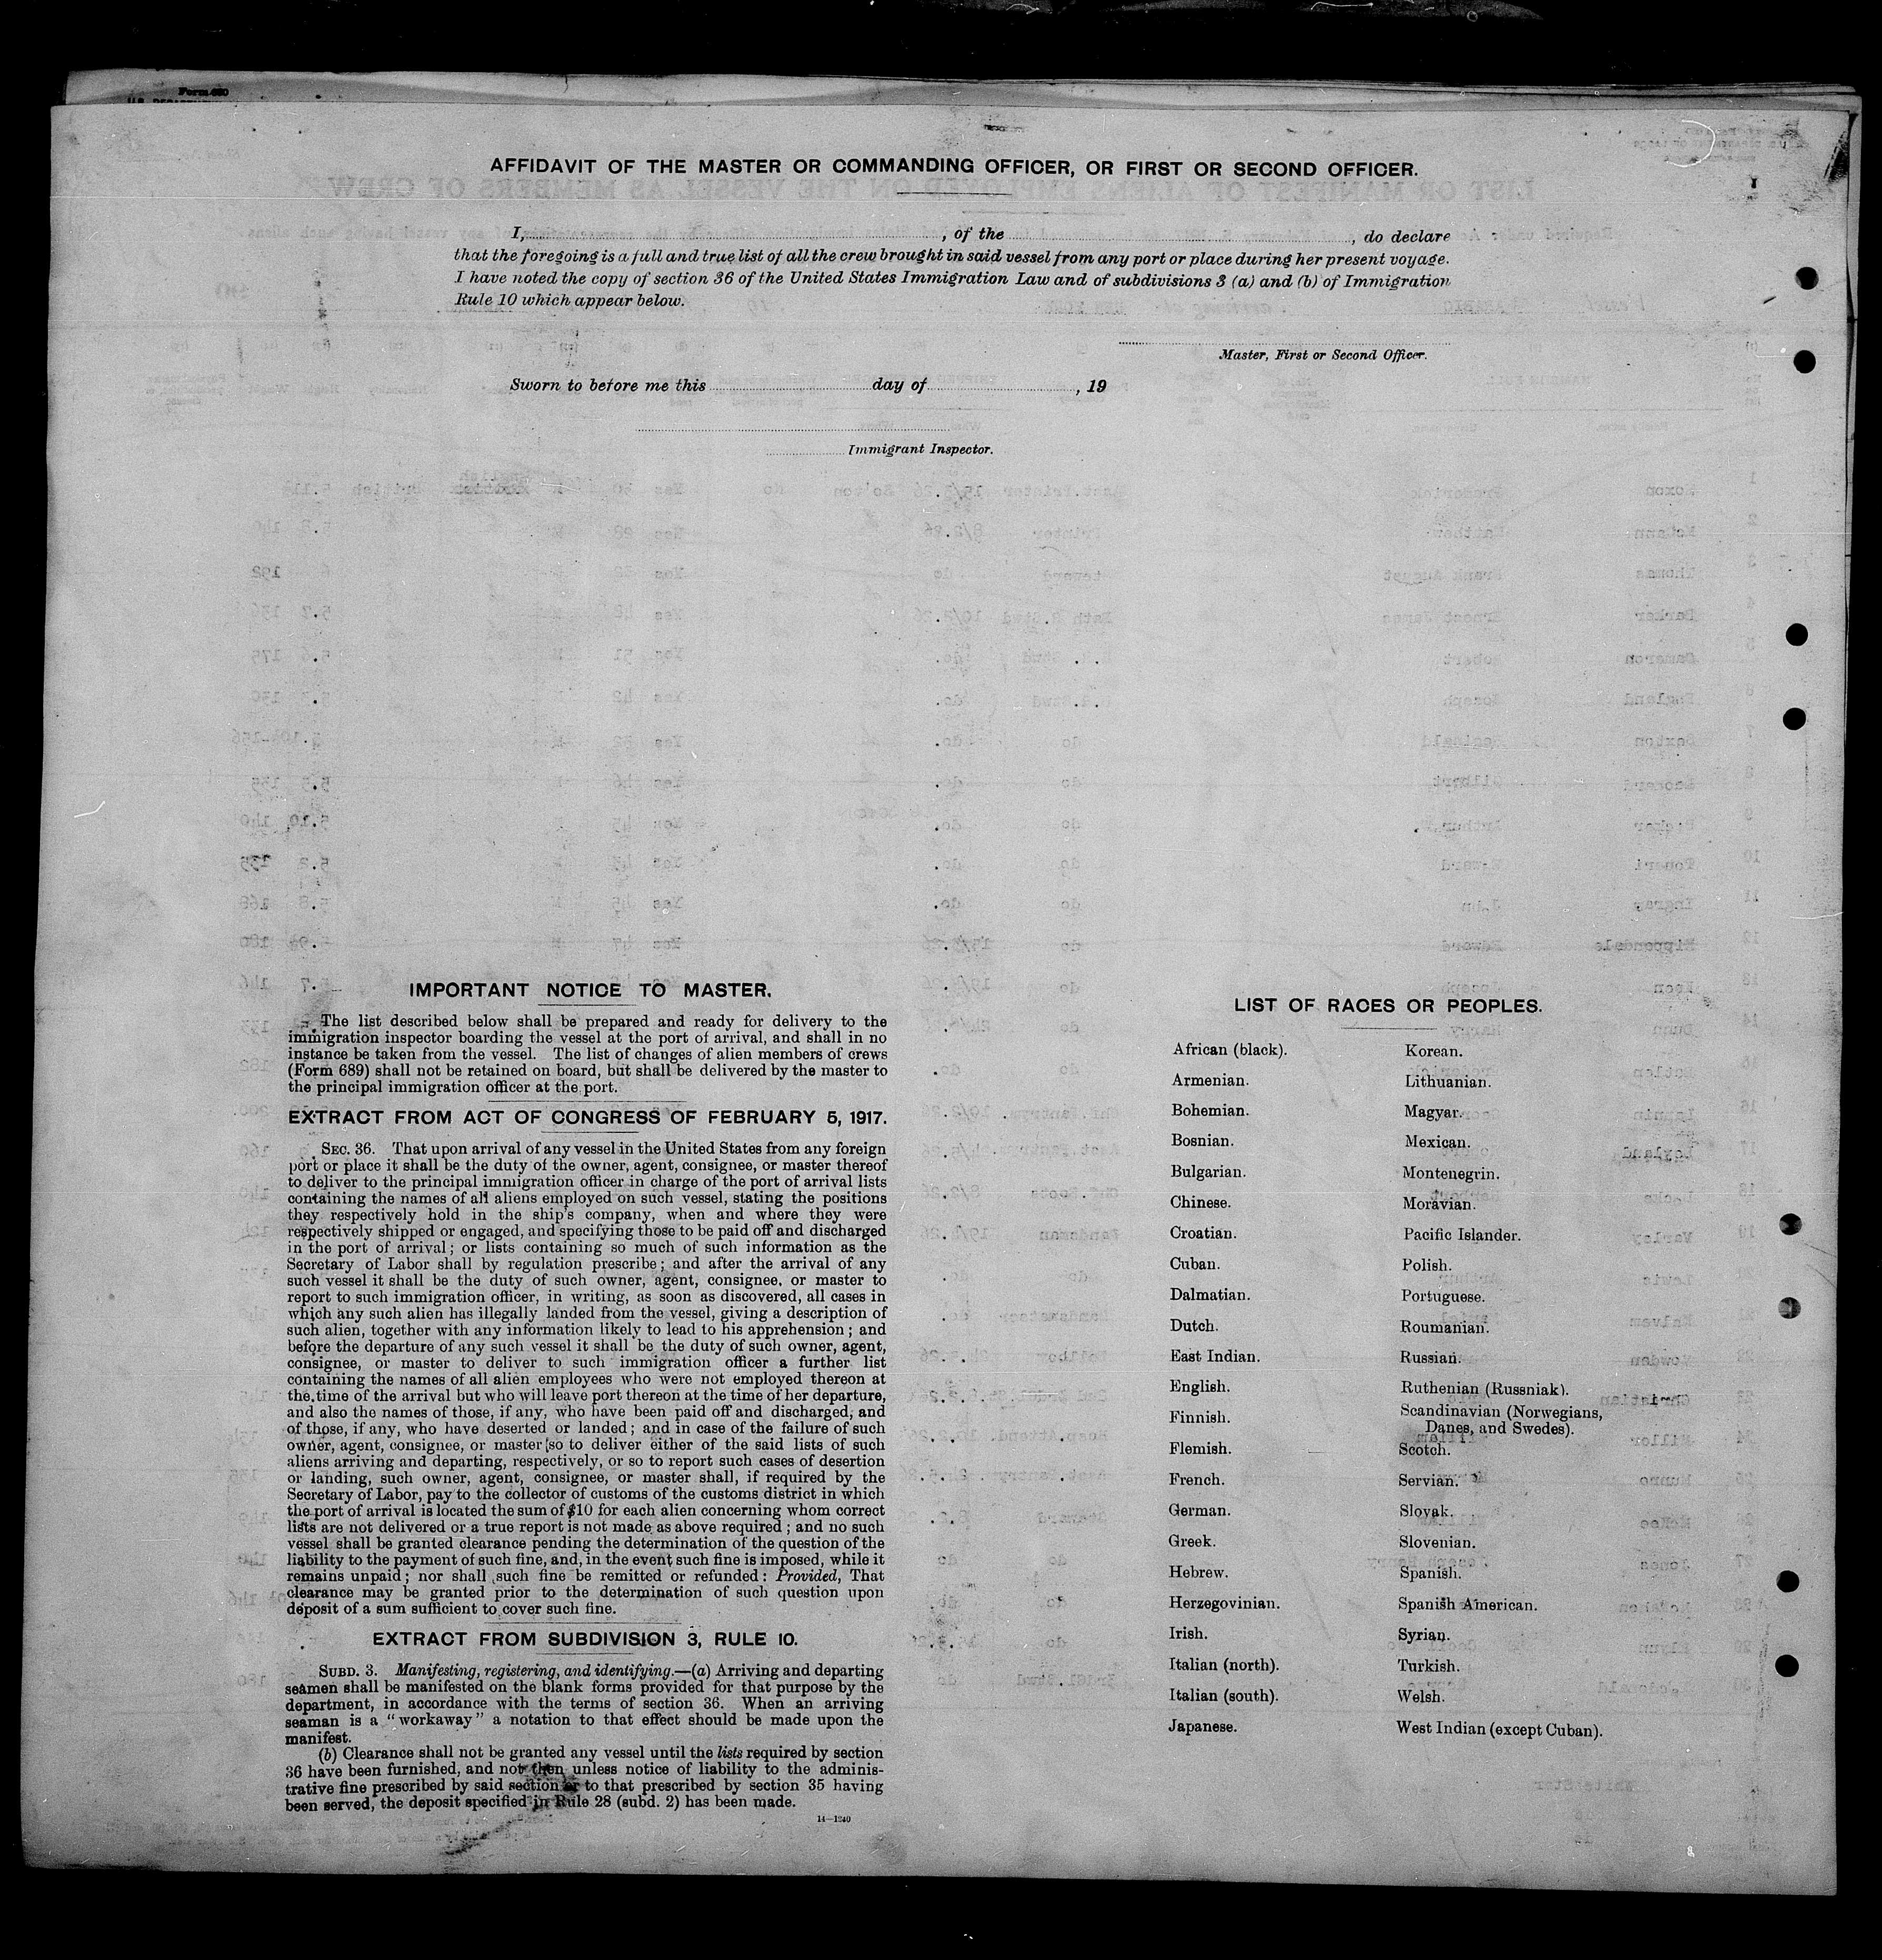 Form 680
AFFIDAVIT OF THE MASTER OR COMMANDING OFFICER, OR FIRST OR SECOND OFFICER.
I, , of the , do declare
that the foregoing is a full and true list of all the crew brought in said vessel from any port or place during her present voyage.
I have noted the copy of section 36 of the United States Immigration Law and of subdivisions 3 (a) and (b) of Immigration
Rule 10 which appear below.
Master, First or Second Officer.
Sworn to before me this day of , 19
Immigrant Inspector.
IMPORTANT NOTICE TO MASTER.
The list described below shall be prepared and ready for delivery to the
immigration inspector boarding the vessel at the port of arrival, and shall in no
instance be taken from the vessel. The list of changes of alien members of crews
(Form 689) shall not be retained on board, but shall be delivered by the master to
the principal immigration officer at the port.
EXTRACT FROM ACT OF CONGRESS OF FEBRUARY 5, 1917.
SEC. 36. That upon arrival of any vessel in the United States from any foreign
port or place it shall be the duty of the owner, agent, consignee, or master thereof
to deliver to the principal immigration officer in charge of the port of arrival lists
containing the names of all aliens employed on such vessel, stating the positions
they respectively hold in the ship's company, when and where they were
respectively shipped or engaged, and specifying those to be paid off and discharged
in the port of arrival; or lists containing so much of such information as the
Secretary of Labor shall by regulation prescribe; and after the arrival of any
such vessel it shall be the duty of such owner, agent, consignee, or master to
report to such immigration officer, in writing, as soon as discovered, all cases in
which any such alien has illegally landed from the vessel, giving a description of
such alien, together with any information likely to lead to his apprehension; and
before the departure of any such vessel it shall be the duty of such owner, agent,
consignee, or master to deliver to such immigration officer a further list
containing the names of all alien employees who were not employed thereon at
the time of the arrival but who will leave port thereon at the time of her departure,
and also the names of those, if any, who have been paid off and discharged, and
of those, if any, who have deserted or landed; and in case of the failure of such
owner, agent, consignee, or master so to deliver either of the said lists of such
aliens arriving and departing, respectively, or so to report such cases of desertion
or landing, such owner, agent, consignee, or master shall, if required by the
Secretary of Labor, pay to the collector of customs of the customs district in which
the port of arrival is located the sum of $10 for each alien concerning whom correct
lists are not delivered or a true report is not made as above required; and no such
vessel shall be granted clearance pending the determination of the question of the
liability to the payment of such fine, and, in the event such fine is imposed, while it
remains unpaid; nor shall such fine be remitted or refunded: Provided, That
clearance may be granted prior to the determination of such question upon
deposit of a sum sufficient to cover such fine.
EXTRACT FROM SUBDIVISION 3, RULE 10.
SUBD. 3. Manifesting, registering, and identifying.—(a) Arriving and departing
seamen shall be manifested on the blank forms provided for that purpose by the
department, in accordance with the terms of section 36. When an arriving
seaman is a "workaway" a notation to that effect should be made upon the
manifest.
(b) Clearance shall not be granted any vessel until the lists required by section
36 have been furnished, and not then unless notice of liability to the adminis-
trative fine prescribed by said section or to that prescribed by section 35 having
been served, the deposit specified in Rule 28 (subd. 2) has been made.
14—1240
LIST OF RACES OR PEOPLES.
African (black).
Armenian.
Bohemian.
Bosnian.
Bulgarian.
Chinese.
Croatian.
Cuban.
Dalmatian.
Dutch.
East Indian.
English.
Finnish.
Flemish.
French.
German.
Greek.
Hebrew.
Herzegovinian.
Irish.
Italian (north).
Italian (south).
Japanese.
Korean.
Lithuanian.
Magyar.
Mexican.
Montenegrin.
Moravian.
Pacific Islander.
Polish.
Portuguese.
Roumanian.
Russian.
Ruthenian (Russniak).
Scandinavian (Norwegians,
Danes, and Swedes).
Scotch.
Servian.
Slovak.
Slovenian.
Spanish.
Spanish American.
Syrian.
Turkish.
Welsh.
West Indian (except Cuban).